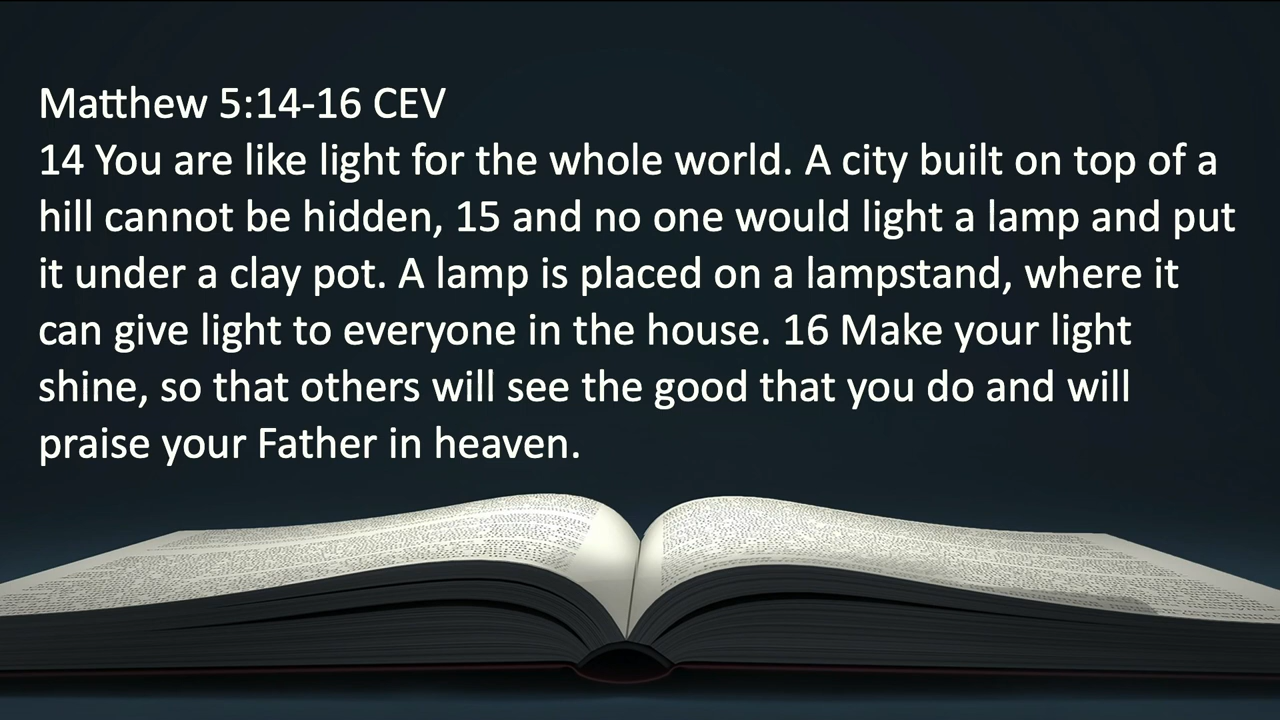 Matthew 5:14-16 CEV
14 You are like light for the whole world. A city built on top of a
hill cannot be hidden, 15 and no one would light a lamp and put
it under a clay pot. A lamp is placed on a lampstand, where it
can give light to everyone in the house. 16 Make your light
shine, so that others will see the good that you do and will
praise your Father in heaven.